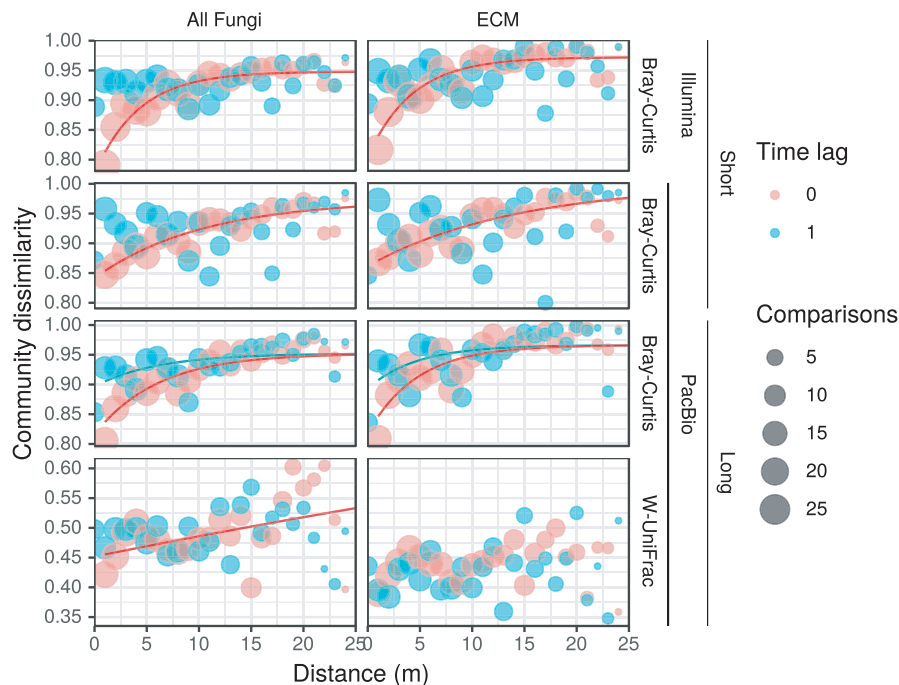 All Fungi ECM
1.00
0.95
0.90
0.85
0.80
Bray-Curtis
Illumina
1.00
0.95
0.90
0.85
0.80
Bray-Curtis
Short
1.00
0.95
0.90
0.85
0.80
Bray-Curtis
PacBio
0.60
0.55
0.50
0.45
0.40
0.35
W-UniFrac
Long
Community dissimilarity
0 5 10 15 20 25
0 5 10 15 20 25
Distance (m)
Time lag
0
1
Comparisons
5
10
15
20
25